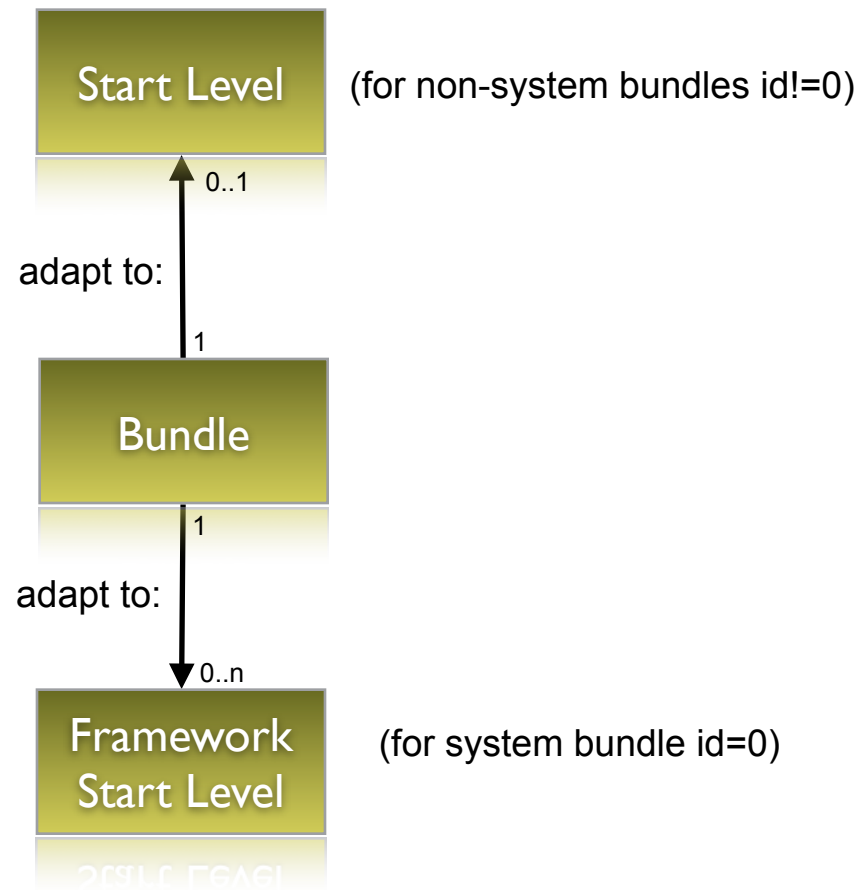 Start Level
(for non-system bundles id!=0)
0..1
adapt to:
1
Bundle
1
adapt to:
0..n
Framework
Start Level
(for system bundle id=0)